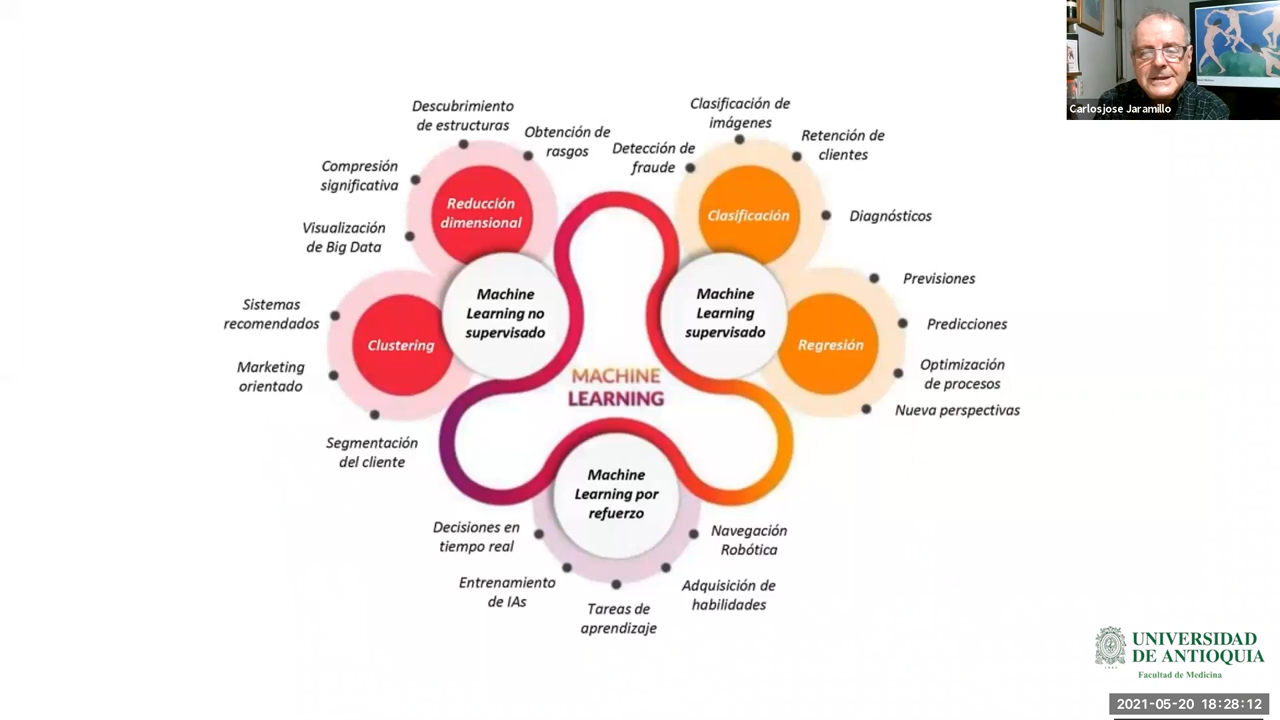 Carlosjose Jaramillo
Descubrimiento
de estructuras
Obtención de
rasgos
Compresión
significativa
Visualización
de Big Data
Reducción
dimensional
Sistemas
recomendados
Marketing
orientado
Segmentación
del cliente
Clustering
Machine
Learning no
supervisado
Clasificación de
imágenes
Detección de
fraude
Retención de
clientes
Diagnósticos
Clasificación
Machine
Learning
supervisado
Regresión
Previsiones
Predicciones
Optimización
de procesos
Nueva perspectivas
MACHINE
LEARNING
Machine
Learning por
refuerzo
Decisiones en
tiempo real
Entrenamiento
de IAs
Tareas de
aprendizaje
Adquisición de
habilidades
Navegación
Robótica
UNIVERSIDAD
DE ANTIOQUIA
Facultad de Medicina
2021-05-20 18:28:12